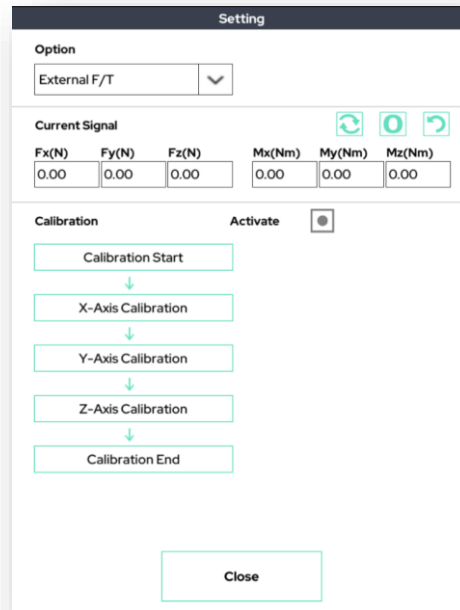 Setting
Option
External F/T
Current Signal
0
Fx(N) Fy(N) Fz(N) Mx(Nm) My(Nm) Mz(Nm)
0.00 0.00 0.00 0.00 0.00 0.00
Calibration Activate
Calibration Start
X-Axis Calibration
Y-Axis Calibration
Z-Axis Calibration
Calibration End
Close